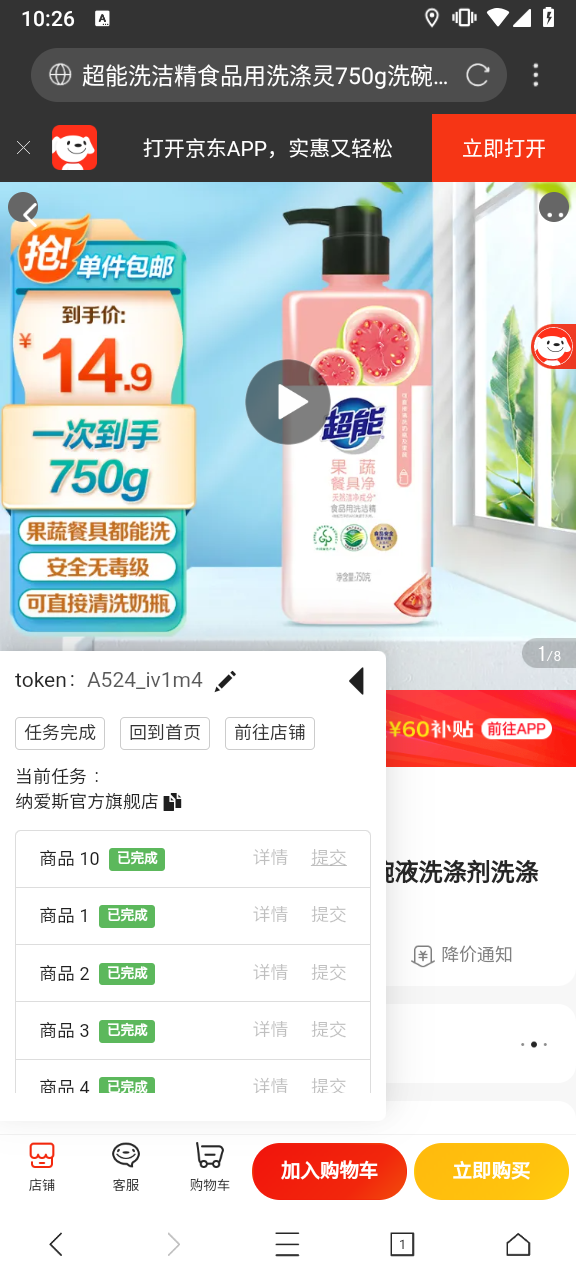 10:26
A
超能洗洁精食品用洗涤灵750g洗碗...
打开京东APP，实惠又轻松
立即打开
抢!
单件包邮
到手价:
¥14.9
一次到手
750g
果蔬餐具都能洗
安全无毒级
可直接清洗奶瓶
超能
果蔬
餐具净
食品用洗洁精
净含量:750克
1/8
token： A524_iv1m4
¥60补贴 前往APP
任务完成 回到首页 前往店铺
当前任务 ：
纳爱斯官方旗舰店
商品 10 已完成 详情 提交
碗液洗涤剂洗涤
商品 1 已完成 详情 提交
降价通知
商品 2 已完成 详情 提交
商品 3 已完成 详情 提交
商品 4 已完成 详情 提交
店铺 客服 购物车 加入购物车 立即购买
1